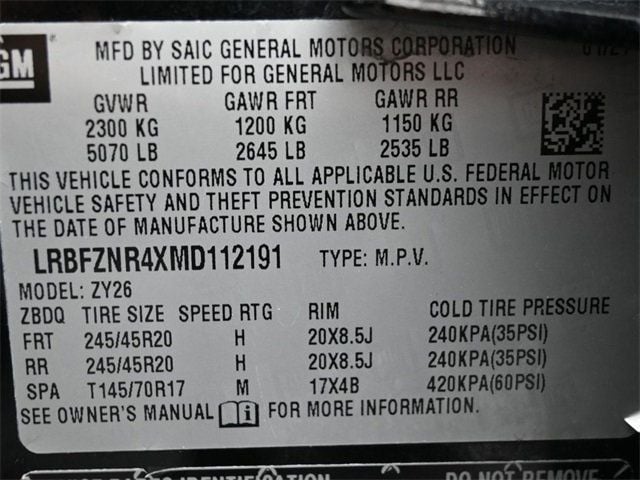 GM
MFD BY SAIC GENERAL MOTORS CORPORATION
LIMITED FOR GENERAL MOTORS LLC
GVWR GAWR FRT GAWR RR
2300 KG 1200 KG 1150 KG
5070 LB 2645 LB 2535 LB
THIS VEHICLE CONFORMS TO ALL APPLICABLE U.S. FEDERAL MOTOR
VEHICLE SAFETY AND THEFT PREVENTION STANDARDS IN EFFECT ON
THE DATE OF MANUFACTURE SHOWN ABOVE.
LRBFZNR4XMD112191 TYPE: M.P.V.
MODEL: ZY26
ZBDQ TIRE SIZE SPEED RTG RIM COLD TIRE PRESSURE
FRT 245/45R20 H 20X8.5J 240KPA(35PSI)
RR 245/45R20 H 20X8.5J 240KPA(35PSI)
SPA T145/70R17 M 17X4B 420KPA(60PSI)
SEE OWNER'S MANUAL FOR MORE INFORMATION.
PARTS IDENTIFICATION DO NOT REMOVE